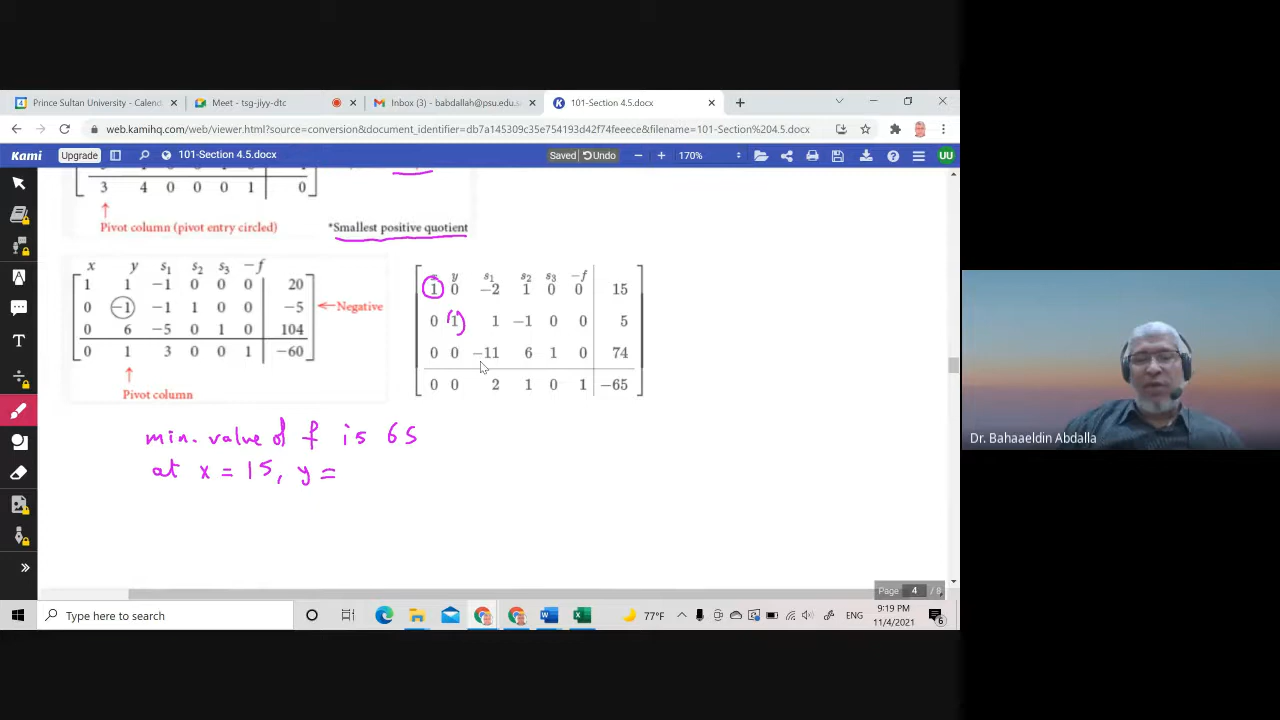 Prince Sultan University - Calend
Meet - tsg-jiyy-dtc
Inbox (3) - babdallah@psu.edu.s
101-Section 4.5.docx
web.kamihq.com/web/viewer.html?source=conversion&document_identifier=db7a145309c35e754193d42f74feeece&filename=101-Section%204.5.docx
Kami Upgrade 101-Section 4.5.docx Saved Undo 170% UU
3 4 0 0 0 1 0
Pivot column (pivot entry circled)
*Smallest positive quotient
x y s1 s2 s3 −f
1 1 −1 0 0 0 20
0 −1 −1 1 0 0 −5 ←Negative
0 6 −5 0 1 0 104
0 1 3 0 0 1 −60
Pivot column
y s1 s2 s3 −f
1 0 −2 1 0 0 15
0 1 1 −1 0 0 5
0 0 −11 6 1 0 74
0 0 2 1 0 1 −65
min. value of f is 65
at x = 15, y =
Dr. Bahaaeldin Abdalla
Page 4 / 8
Type here to search
77°F
ENG
9:19 PM
11/4/2021
6